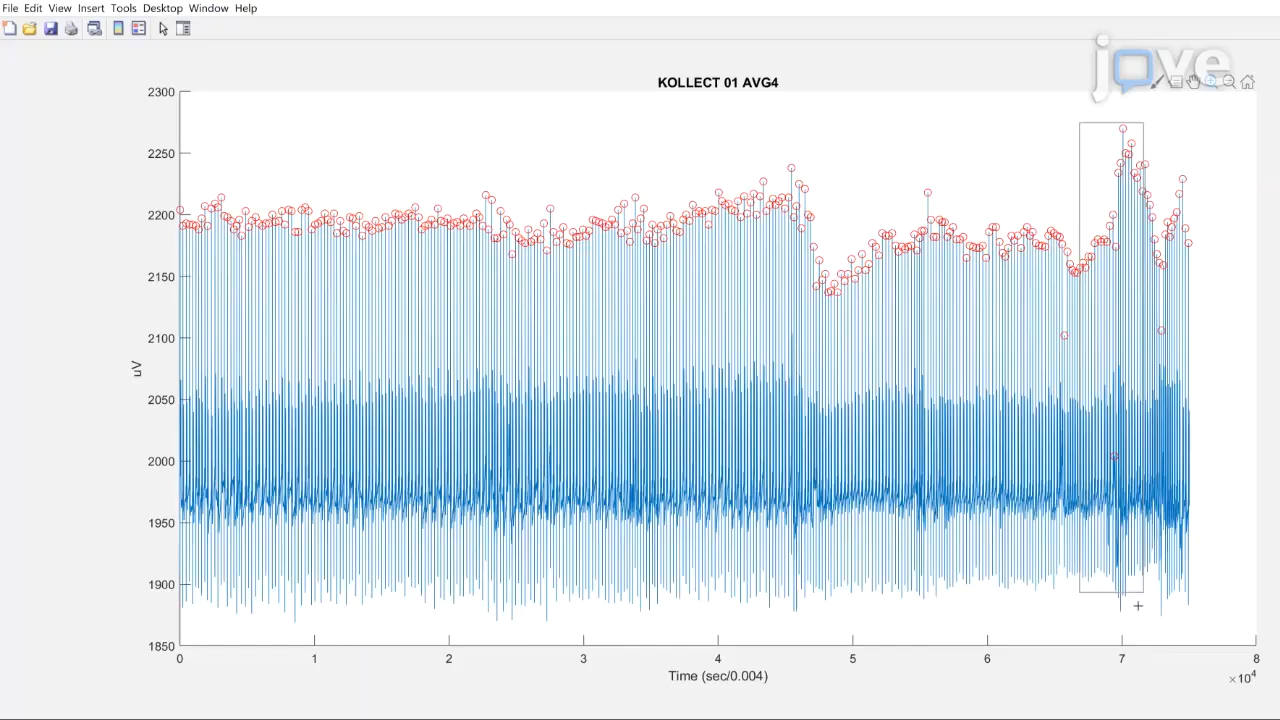 File Edit View Insert Tools Desktop Window Help
jove
KOLLECT 01 AVG4
2300
2250
2200
2150
2100
2050
2000
1950
1900
1850
uV
0 1 2 3 4 5 6 7 8
×10⁴
Time (sec/0.004)